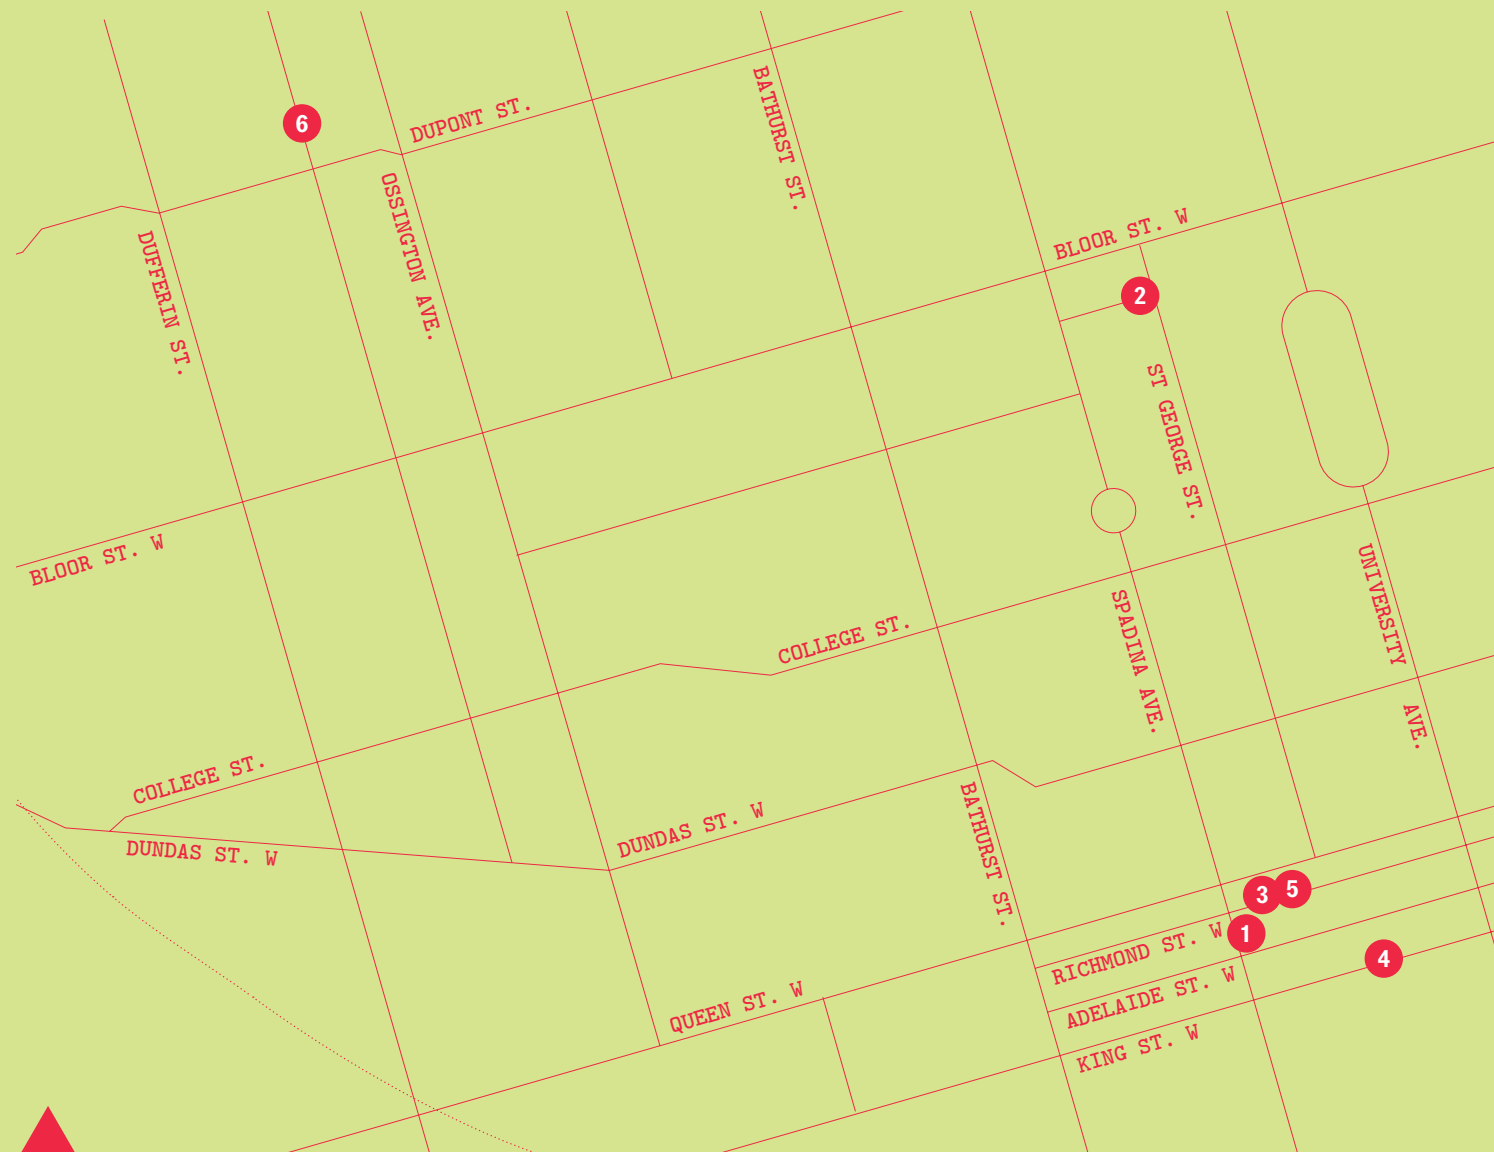 6
DUPONT ST.
BATHURST ST.
OSSINGTON AVE.
DUFFERIN ST.
BLOOR ST. W
2
ST GEORGE ST.
BLOOR ST. W
UNIVERSITY AVE.
SPADINA AVE.
COLLEGE ST.
COLLEGE ST.
DUNDAS ST. W
DUNDAS ST. W
BATHURST ST.
3
5
1
RICHMOND ST. W
4
ADELAIDE ST. W
QUEEN ST. W
KING ST. W